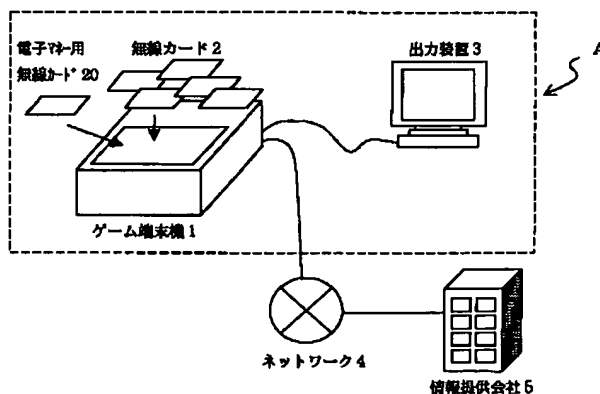 電子ﾏﾈｰ用
無線ｶｰﾄﾞ20
無線カード2
出力装置3
A
ゲーム端末機1
ネットワーク4
情報提供会社5